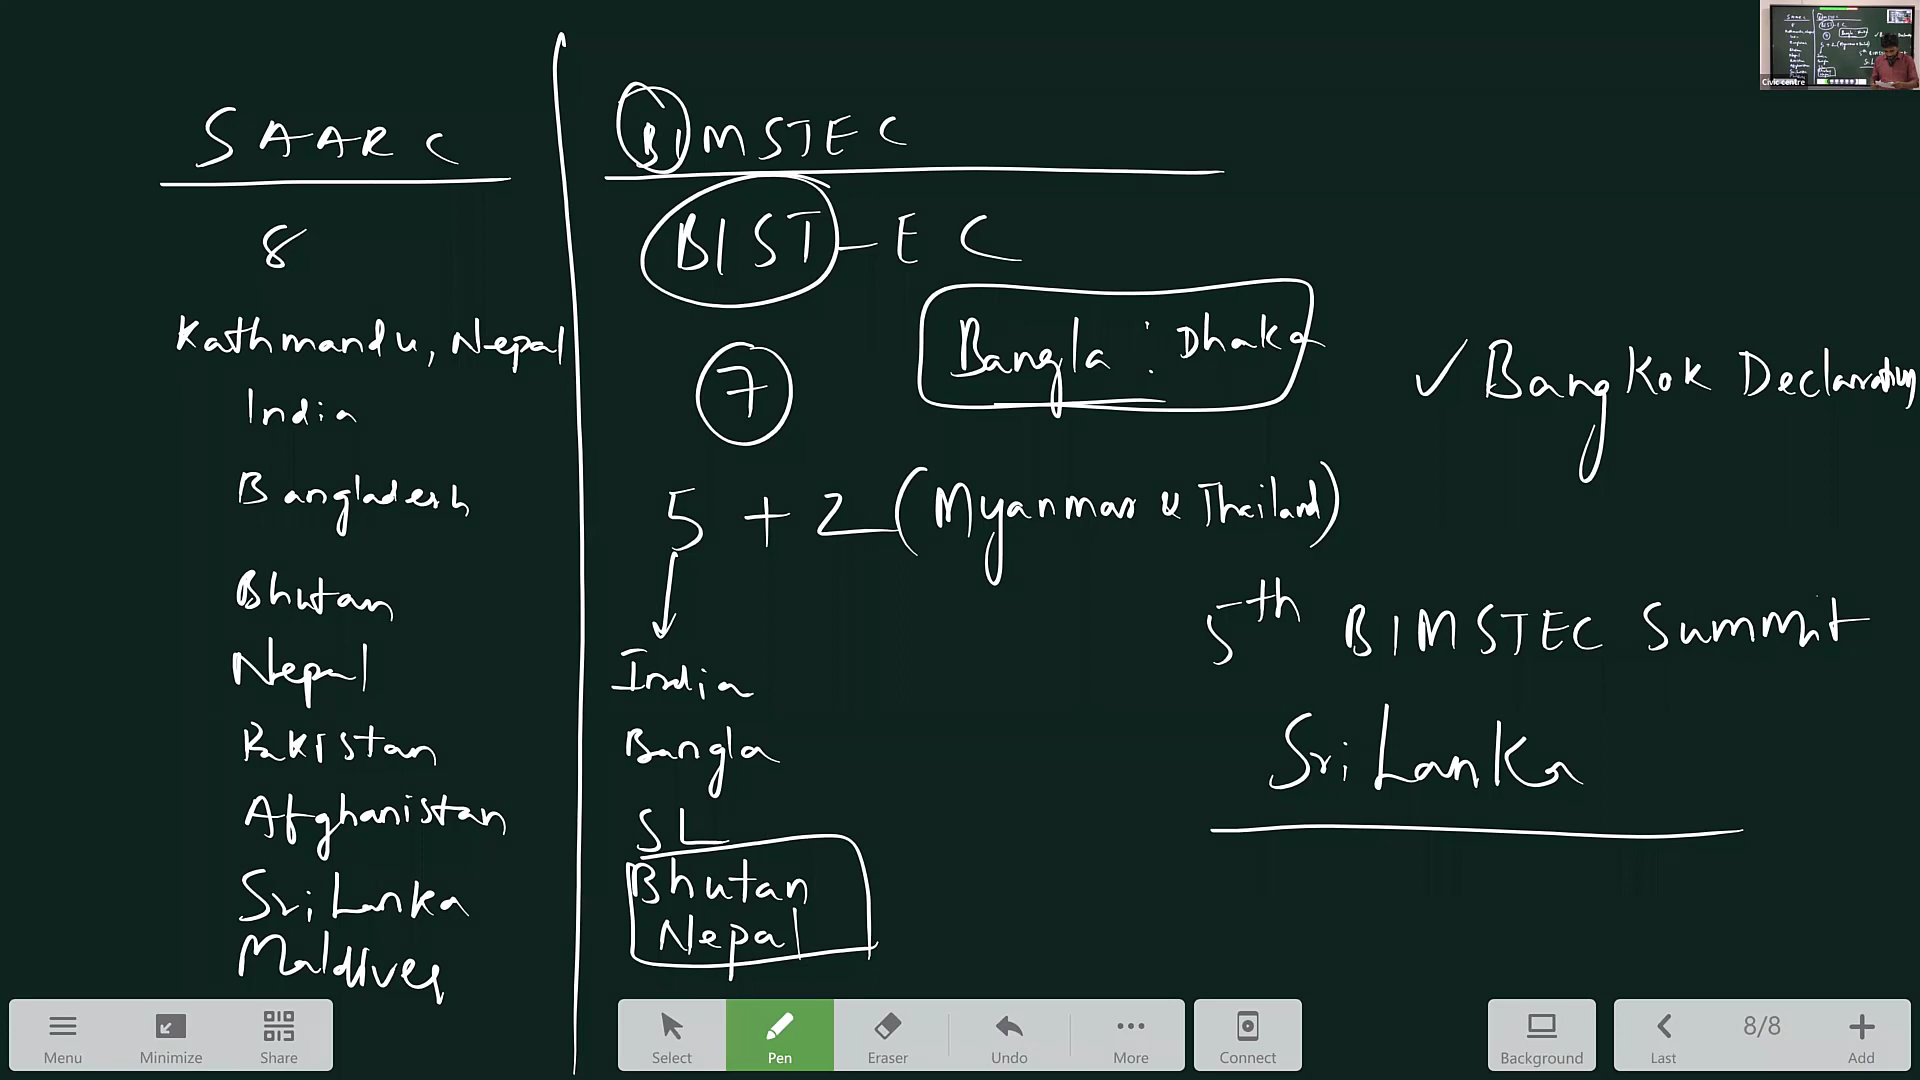 SAARC
8
Kathmandu, Nepal
India
Bangladesh
Bhutan
Nepal
Pakistan
Afghanistan
Sri Lanka
Maldives
BIMSTEC
BIST-EC
7
Bangla : Dhaka
✓ Bangkok Declaration
5 + 2 (Myanmar & Thailand)
India
Bangla
SL
Bhutan
Nepal
5th BIMSTEC Summit
Sri Lanka
Civic centre
Menu
Minimize
Share
Select
Pen
Eraser
Undo
More
Connect
Background
Last
8/8
Add